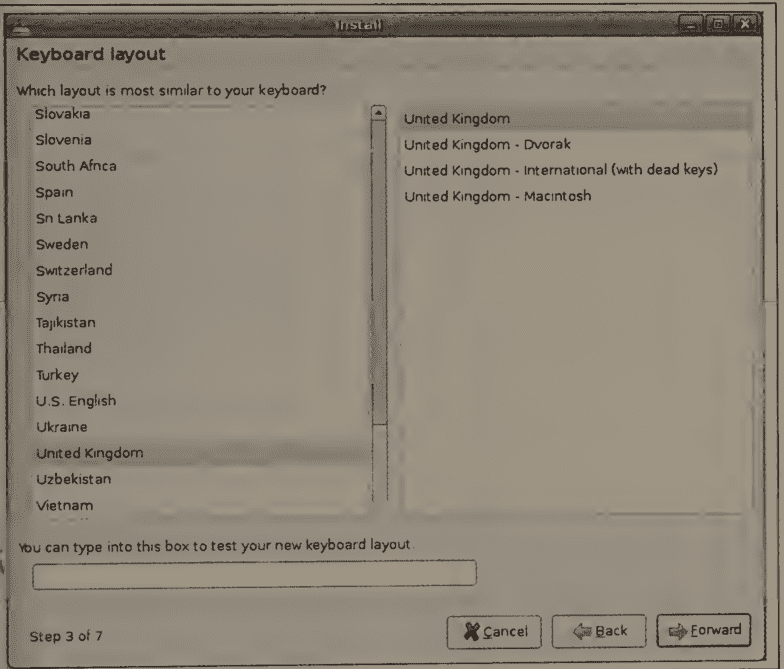 Install
Keyboard layout
Which layout is most similar to your keyboard?
Slovakia
Slovenia
South Africa
Spain
Sri Lanka
Sweden
Switzerland
Syria
Tajikistan
Thailand
Turkey
U.S. English
Ukraine
United Kingdom
Uzbekistan
Vietnam
United Kingdom
United Kingdom - Dvorak
United Kingdom - International (with dead keys)
United Kingdom - Macintosh
You can type into this box to test your new keyboard layout.
Step 3 of 7
Cancel
Back
Forward